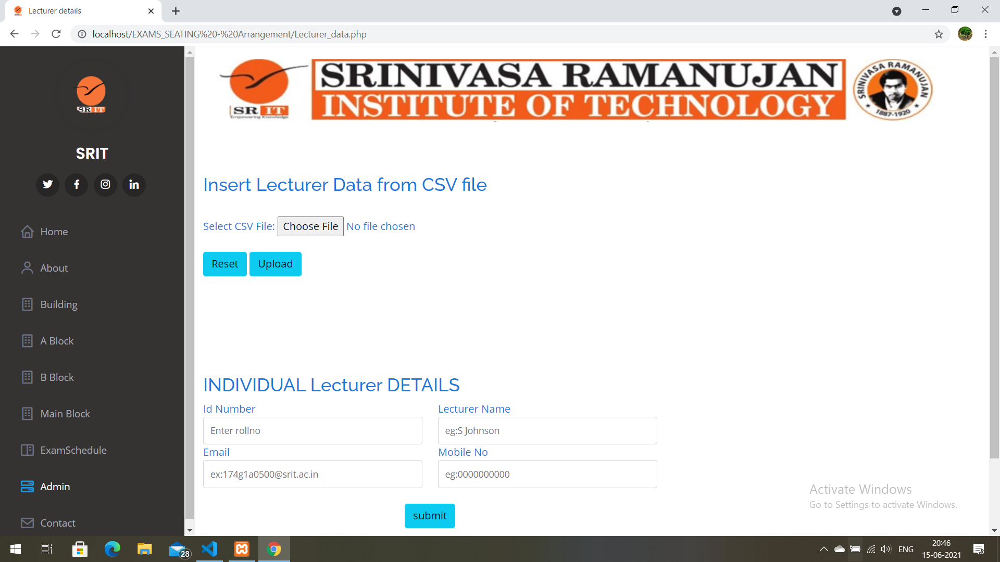 Lecturer details
localhost/EXAMS_SEATING%20-%20Arrangement/Lecturer_data.php
SR IT
SRIT
Home
About
Building
A Block
B Block
Main Block
ExamSchedule
Admin
Contact
SR IT
Empowering Knowledge
SRINIVASA RAMANUJAN
INSTITUTE OF TECHNOLOGY
SRINIVASA RAMANUJAN
1887-1920
Insert Lecturer Data from CSV file
Select CSV File: Choose File No file chosen
Reset Upload
INDIVIDUAL Lecturer DETAILS
Id Number Lecturer Name
Enter rollno eg:S Johnson
Email Mobile No
ex:174g1a0500@srit.ac.in eg:0000000000
submit
Activate Windows
Go to Settings to activate Windows.
28
ENG
20:46
15-06-2021